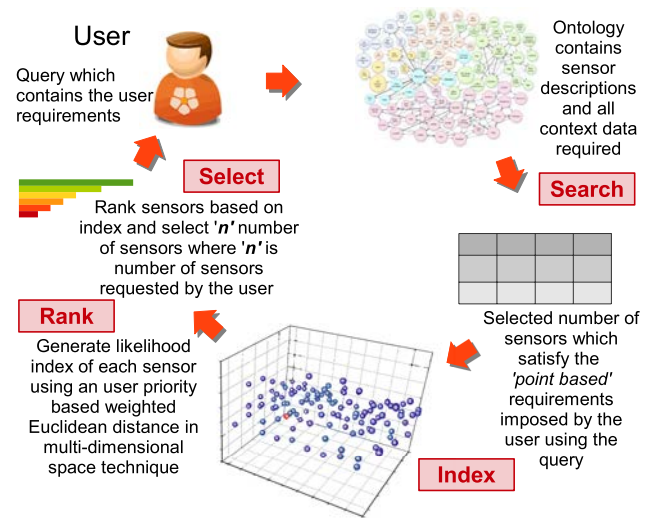 User
Query which
contains the user
requirements
Ontology
contains
sensor
descriptions
and all
context data
required
Search
Selected number of
sensors which
satisfy the
'point based'
requirements
imposed by the
user using the
query
Index
Rank
Generate likelihood
index of each sensor
using an user priority
based weighted
Euclidean distance in
multi-dimensional
space technique
Select
Rank sensors based on
index and select 'n' number
of sensors where 'n' is
number of sensors
requested by the user